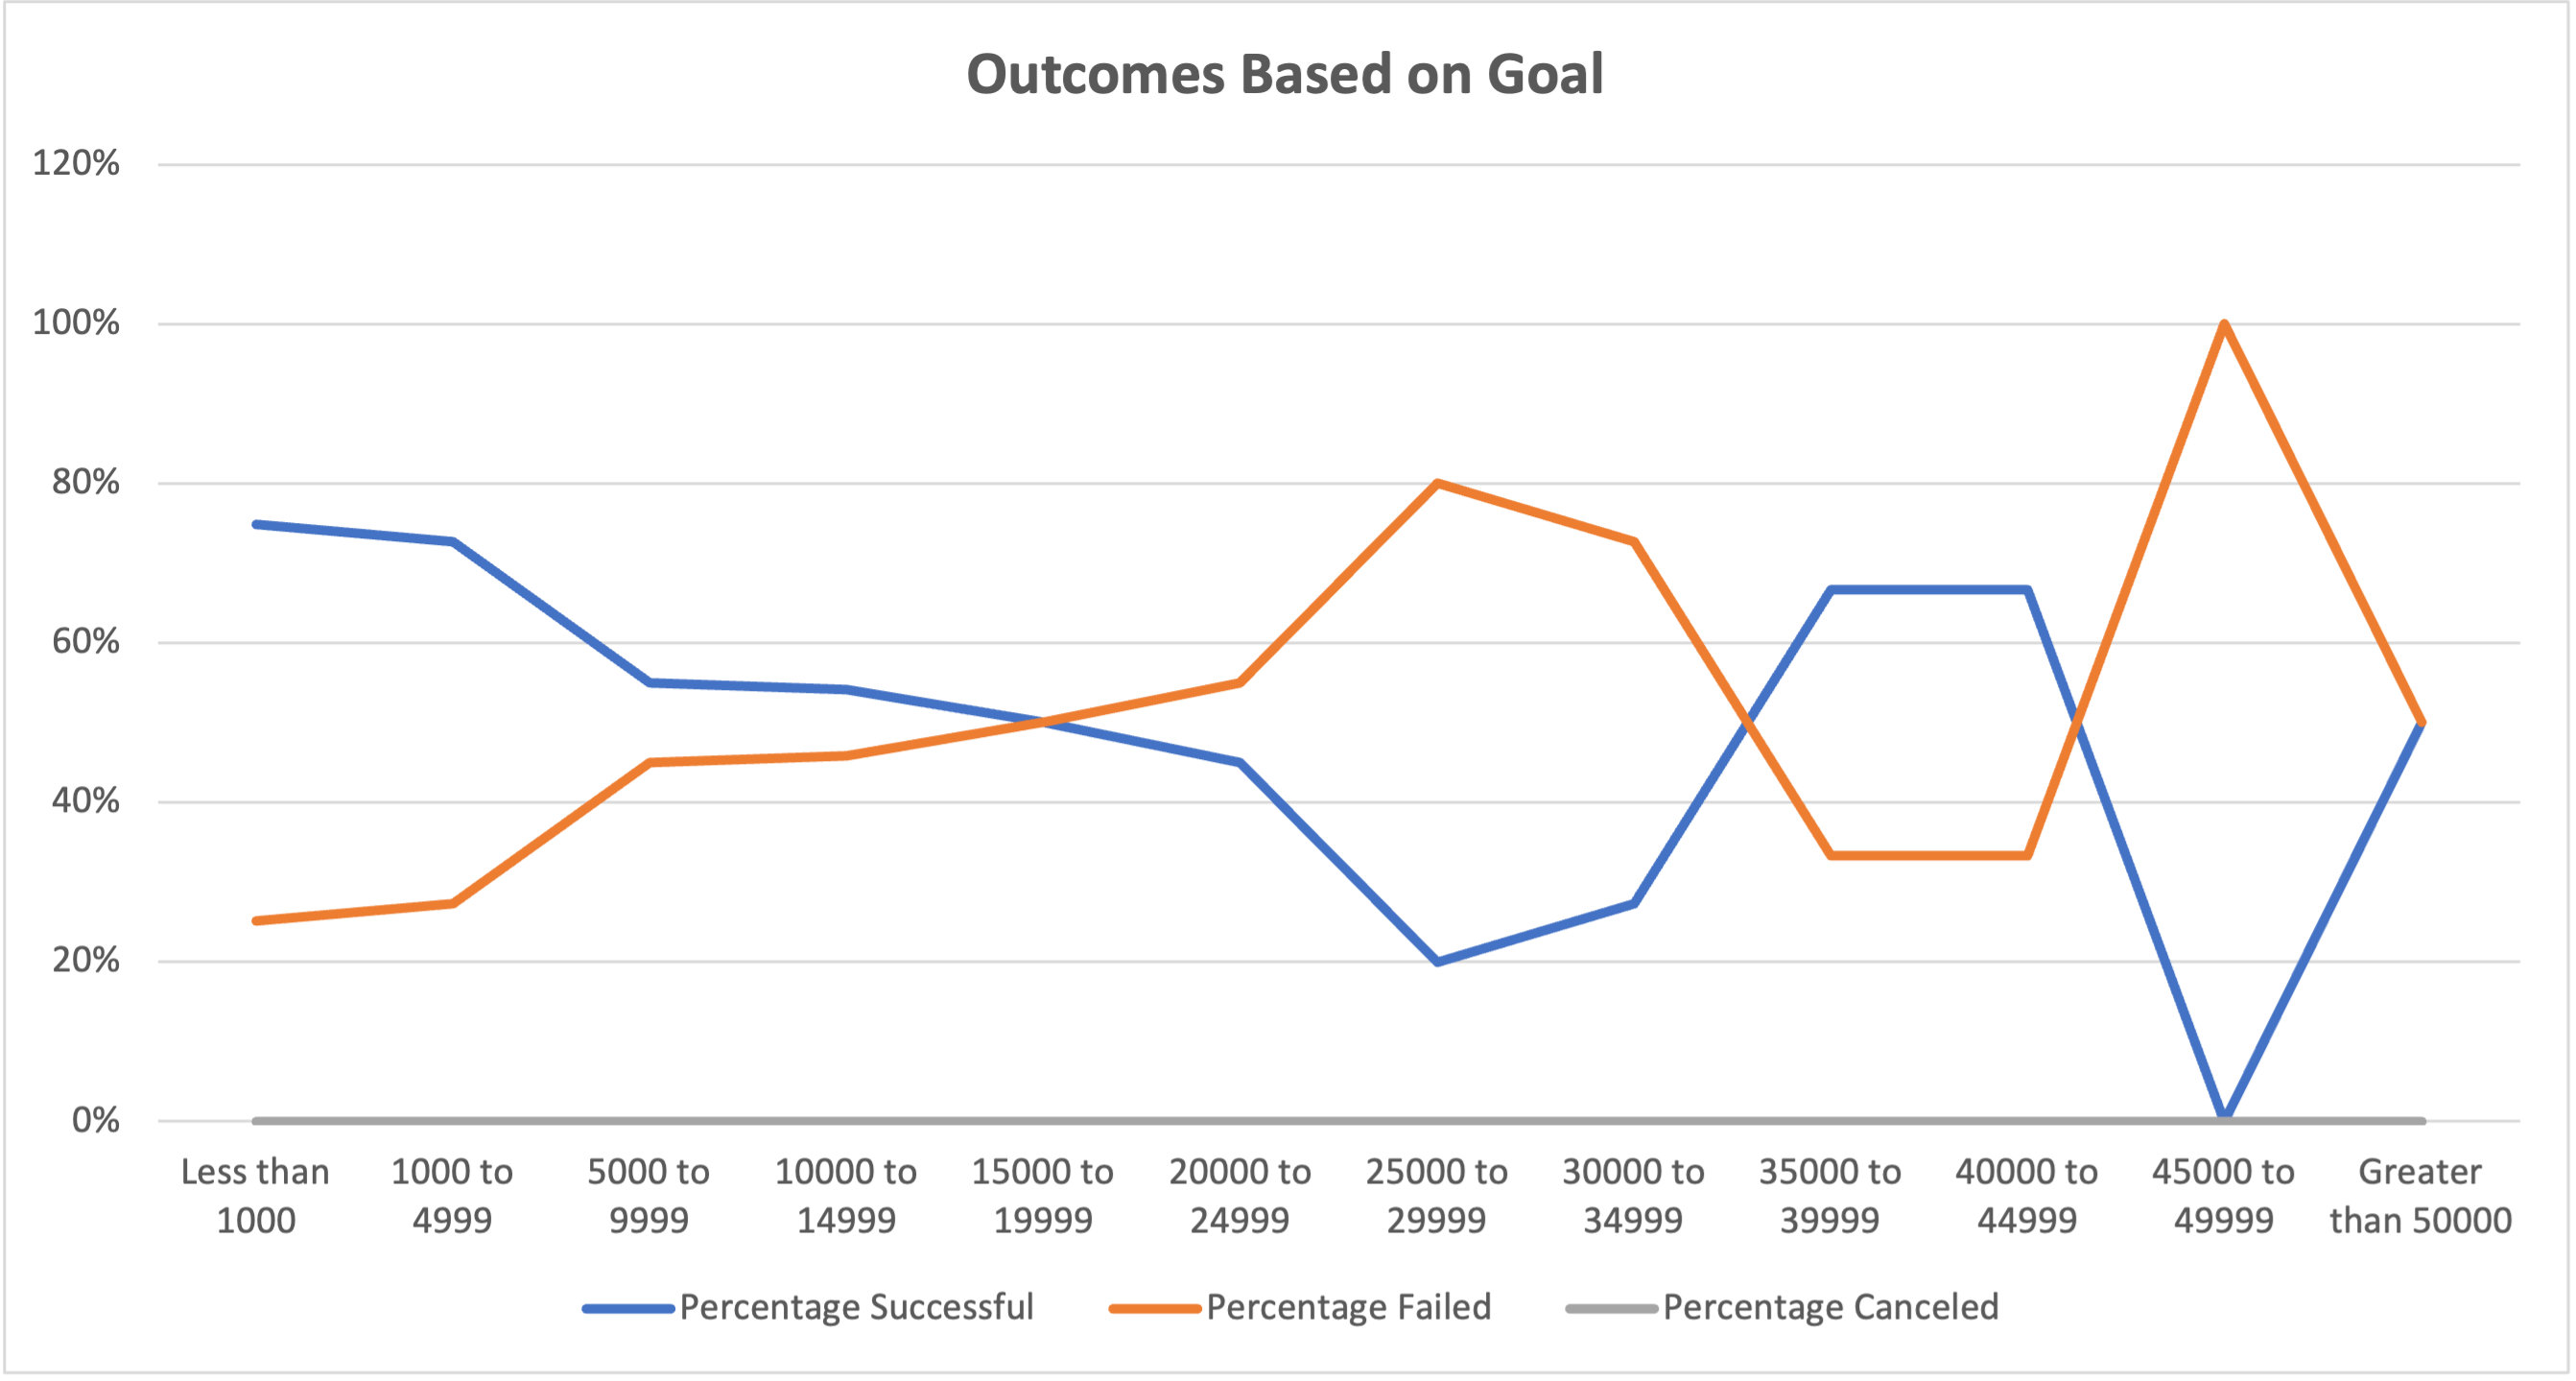 Outcomes Based on Goal
120%
100%
80%
60%
40%
20%
0%
Less than 1000 to 5000 to 10000 to 15000 to 20000 to 25000 to 30000 to 35000 to 40000 to 45000 to Greater
1000 4999 9999 14999 19999 24999 29999 34999 39999 44999 49999 than 50000
Percentage Successful Percentage Failed Percentage Canceled